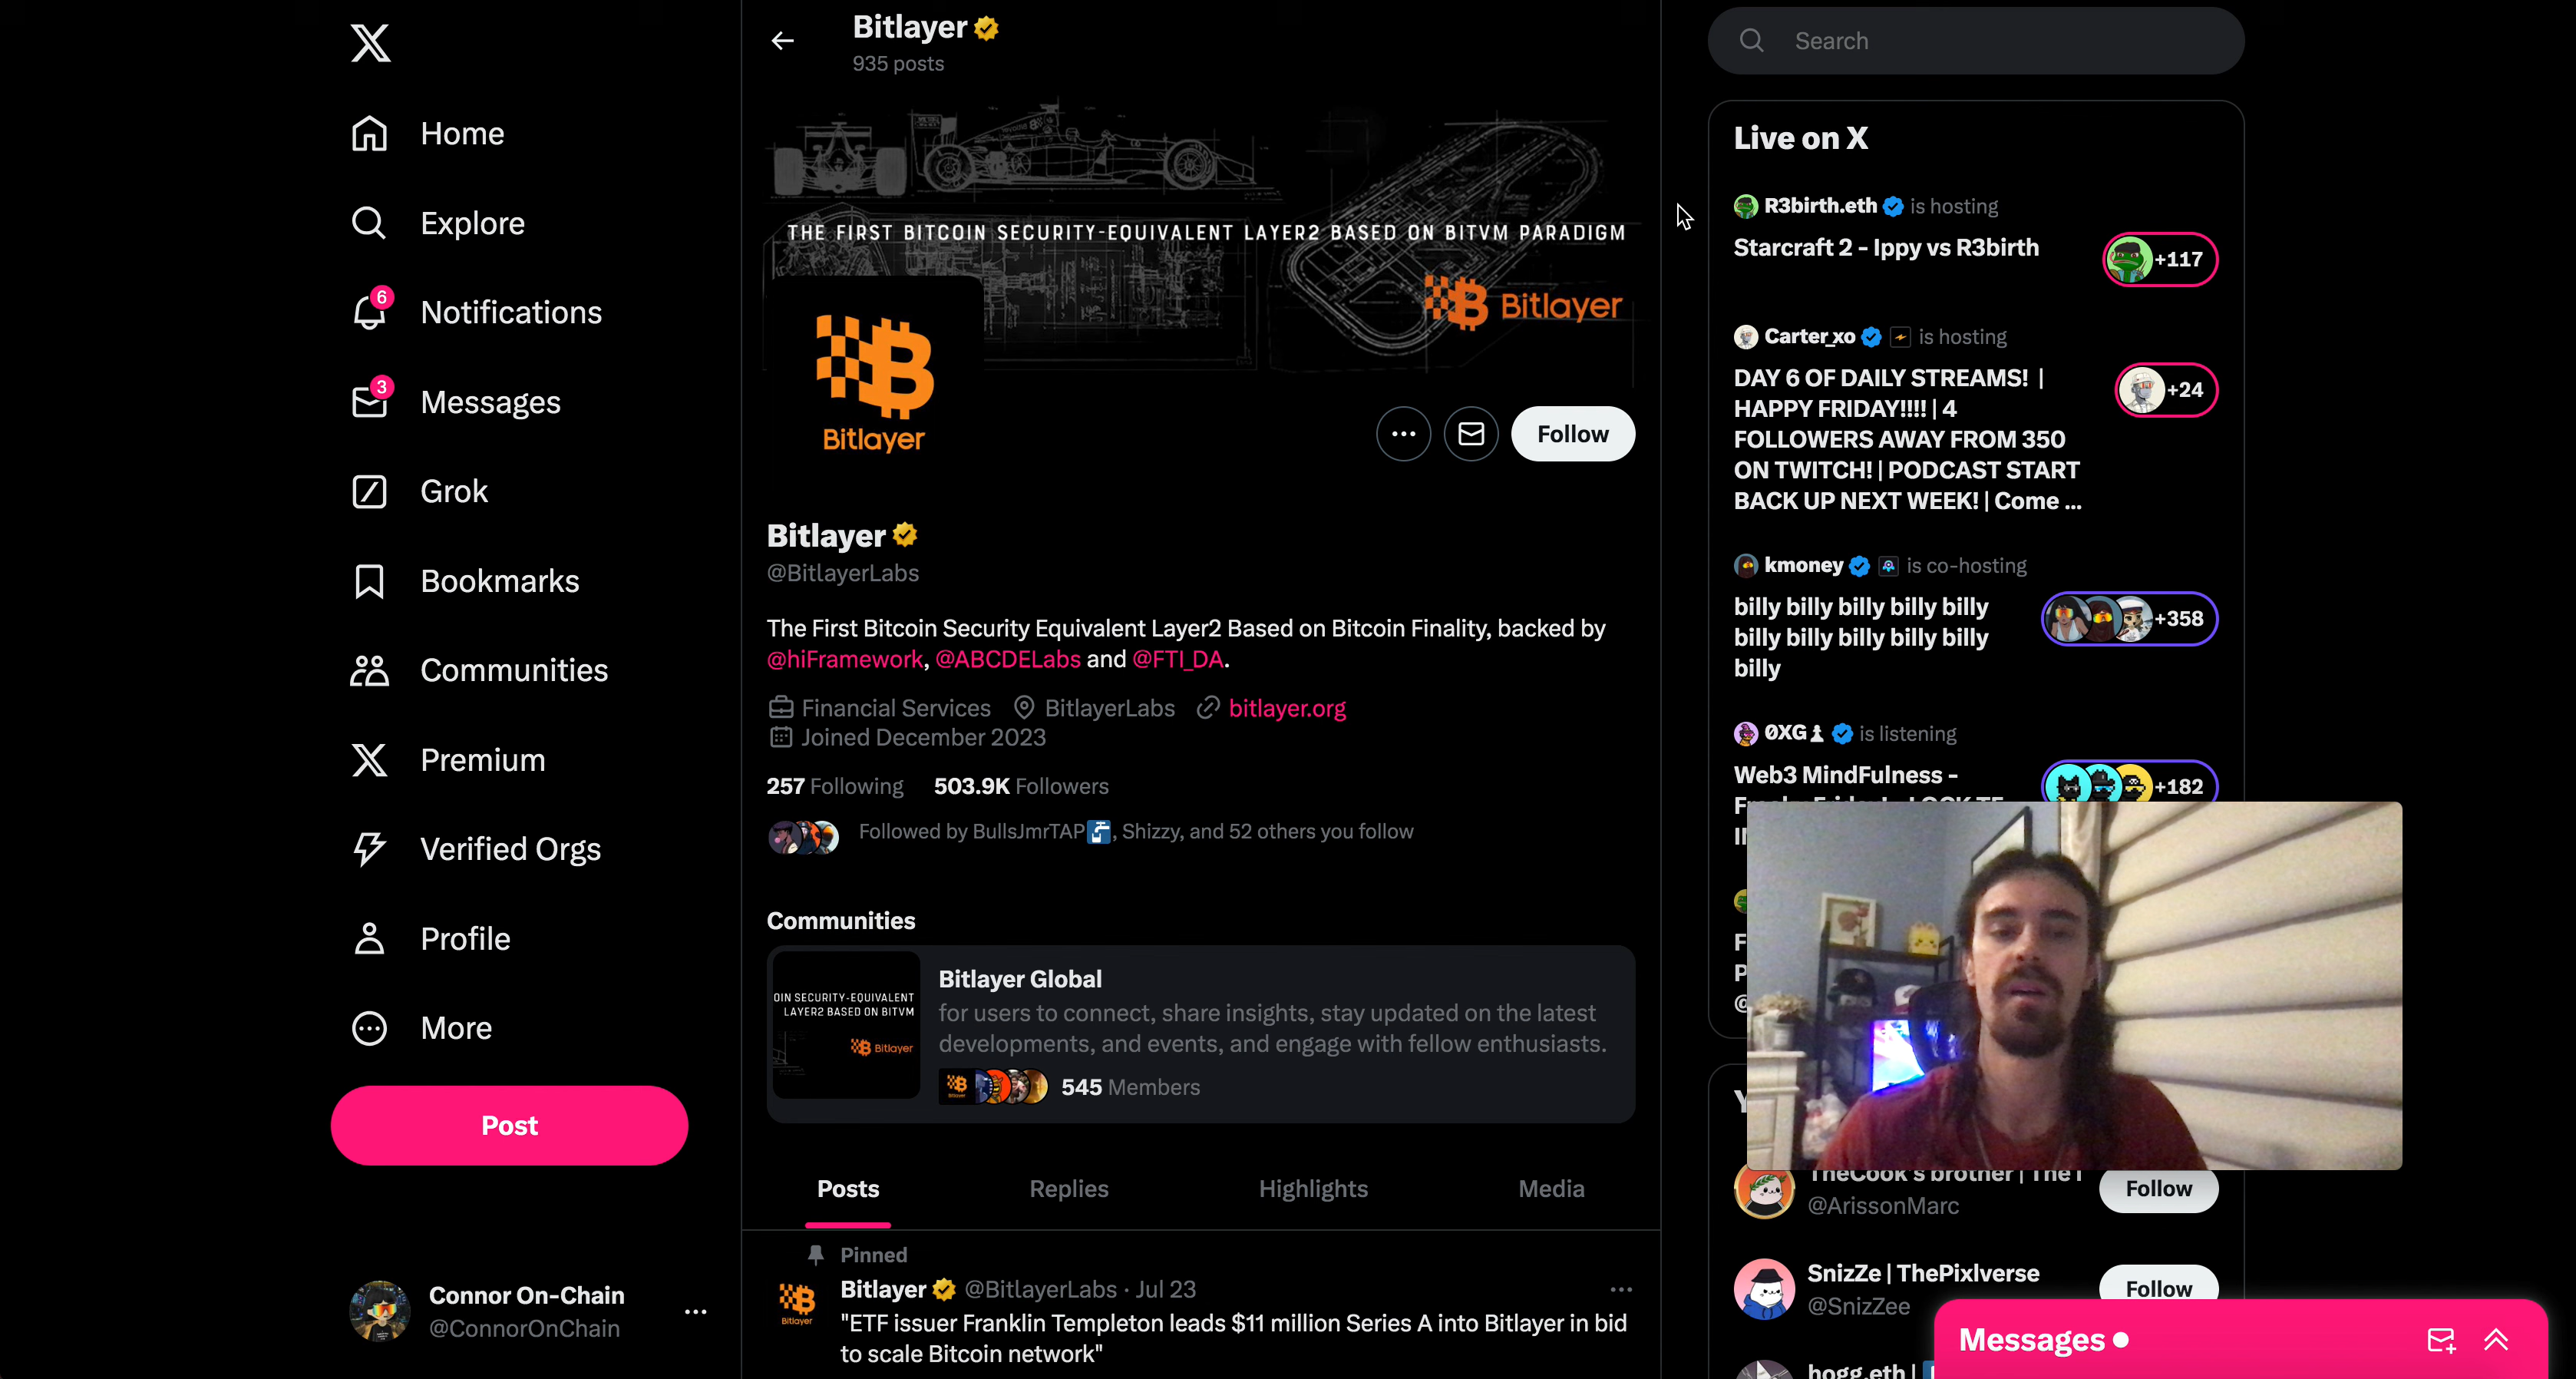 Home
Explore
6
Notifications
3
Messages
Grok
Bookmarks
Communities
Premium
Verified Orgs
Profile
More
Post
Connor On-Chain
@ConnorOnChain
Bitlayer
935 posts
THE FIRST BITCOIN SECURITY-EQUIVALENT LAYER2 BASED ON BITVM PARADIGM
Bitlayer
Bitlayer
Follow
Bitlayer
@BitlayerLabs
The First Bitcoin Security Equivalent Layer2 Based on Bitcoin Finality, backed by
@hiFramework, @ABCDELabs and @FTI_DA.
Financial Services BitlayerLabs bitlayer.org
Joined December 2023
257 Following 503.9K Followers
Followed by BullsJmrTAP, Shizzy, and 52 others you follow
Communities
OIN SECURITY-EQUIVALENT
LAYER2 BASED ON BITVM
Bitlayer
Bitlayer Global
for users to connect, share insights, stay updated on the latest
developments, and events, and engage with fellow enthusiasts.
545 Members
Posts Replies Highlights Media
Pinned
Bitlayer @BitlayerLabs · Jul 23
"ETF issuer Franklin Templeton leads $11 million Series A into Bitlayer in bid
to scale Bitcoin network"
Bitlayer
Search
Live on X
R3birth.eth is hosting
Starcraft 2 - Ippy vs R3birth
+117
Carter_xo is hosting
DAY 6 OF DAILY STREAMS! |
HAPPY FRIDAY!!!! | 4
FOLLOWERS AWAY FROM 350
ON TWITCH! | PODCAST START
BACK UP NEXT WEEK! | Come ...
+24
kmoney is co-hosting
billy billy billy billy billy
billy billy billy billy billy
billy
+358
0XG is listening
Web3 MindFulness -
+182
TheCook's brother | The
@ArissonMarc
Follow
SnizZe | ThePixlverse
@SnizZee
Follow
hogg.eth |
Messages